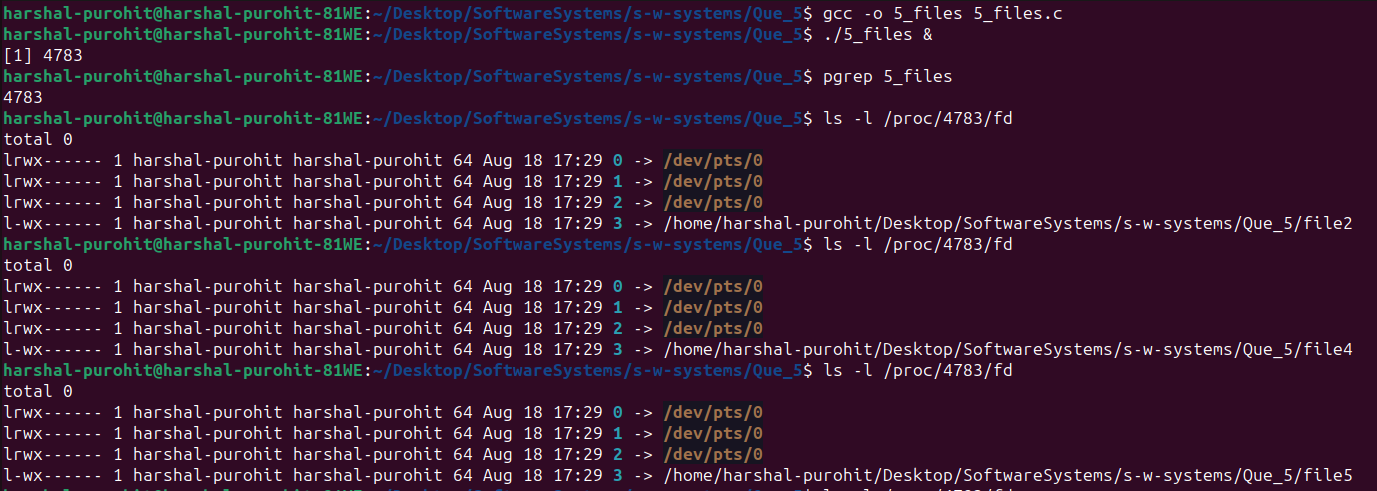 harshal-purohit@harshal-purohit-81WE:~/Desktop/SoftwareSystems/s-w-systems/Que_5$ gcc -o 5_files 5_files.c
harshal-purohit@harshal-purohit-81WE:~/Desktop/SoftwareSystems/s-w-systems/Que_5$ ./5_files &
[1] 4783
harshal-purohit@harshal-purohit-81WE:~/Desktop/SoftwareSystems/s-w-systems/Que_5$ pgrep 5_files
4783
harshal-purohit@harshal-purohit-81WE:~/Desktop/SoftwareSystems/s-w-systems/Que_5$ ls -l /proc/4783/fd
total 0
lrwx------ 1 harshal-purohit harshal-purohit 64 Aug 18 17:29 0 -> /dev/pts/0
lrwx------ 1 harshal-purohit harshal-purohit 64 Aug 18 17:29 1 -> /dev/pts/0
lrwx------ 1 harshal-purohit harshal-purohit 64 Aug 18 17:29 2 -> /dev/pts/0
l-wx------ 1 harshal-purohit harshal-purohit 64 Aug 18 17:29 3 -> /home/harshal-purohit/Desktop/SoftwareSystems/s-w-systems/Que_5/file2
harshal-purohit@harshal-purohit-81WE:~/Desktop/SoftwareSystems/s-w-systems/Que_5$ ls -l /proc/4783/fd
total 0
lrwx------ 1 harshal-purohit harshal-purohit 64 Aug 18 17:29 0 -> /dev/pts/0
lrwx------ 1 harshal-purohit harshal-purohit 64 Aug 18 17:29 1 -> /dev/pts/0
lrwx------ 1 harshal-purohit harshal-purohit 64 Aug 18 17:29 2 -> /dev/pts/0
l-wx------ 1 harshal-purohit harshal-purohit 64 Aug 18 17:29 3 -> /home/harshal-purohit/Desktop/SoftwareSystems/s-w-systems/Que_5/file4
harshal-purohit@harshal-purohit-81WE:~/Desktop/SoftwareSystems/s-w-systems/Que_5$ ls -l /proc/4783/fd
total 0
lrwx------ 1 harshal-purohit harshal-purohit 64 Aug 18 17:29 0 -> /dev/pts/0
lrwx------ 1 harshal-purohit harshal-purohit 64 Aug 18 17:29 1 -> /dev/pts/0
lrwx------ 1 harshal-purohit harshal-purohit 64 Aug 18 17:29 2 -> /dev/pts/0
l-wx------ 1 harshal-purohit harshal-purohit 64 Aug 18 17:29 3 -> /home/harshal-purohit/Desktop/SoftwareSystems/s-w-systems/Que_5/file5